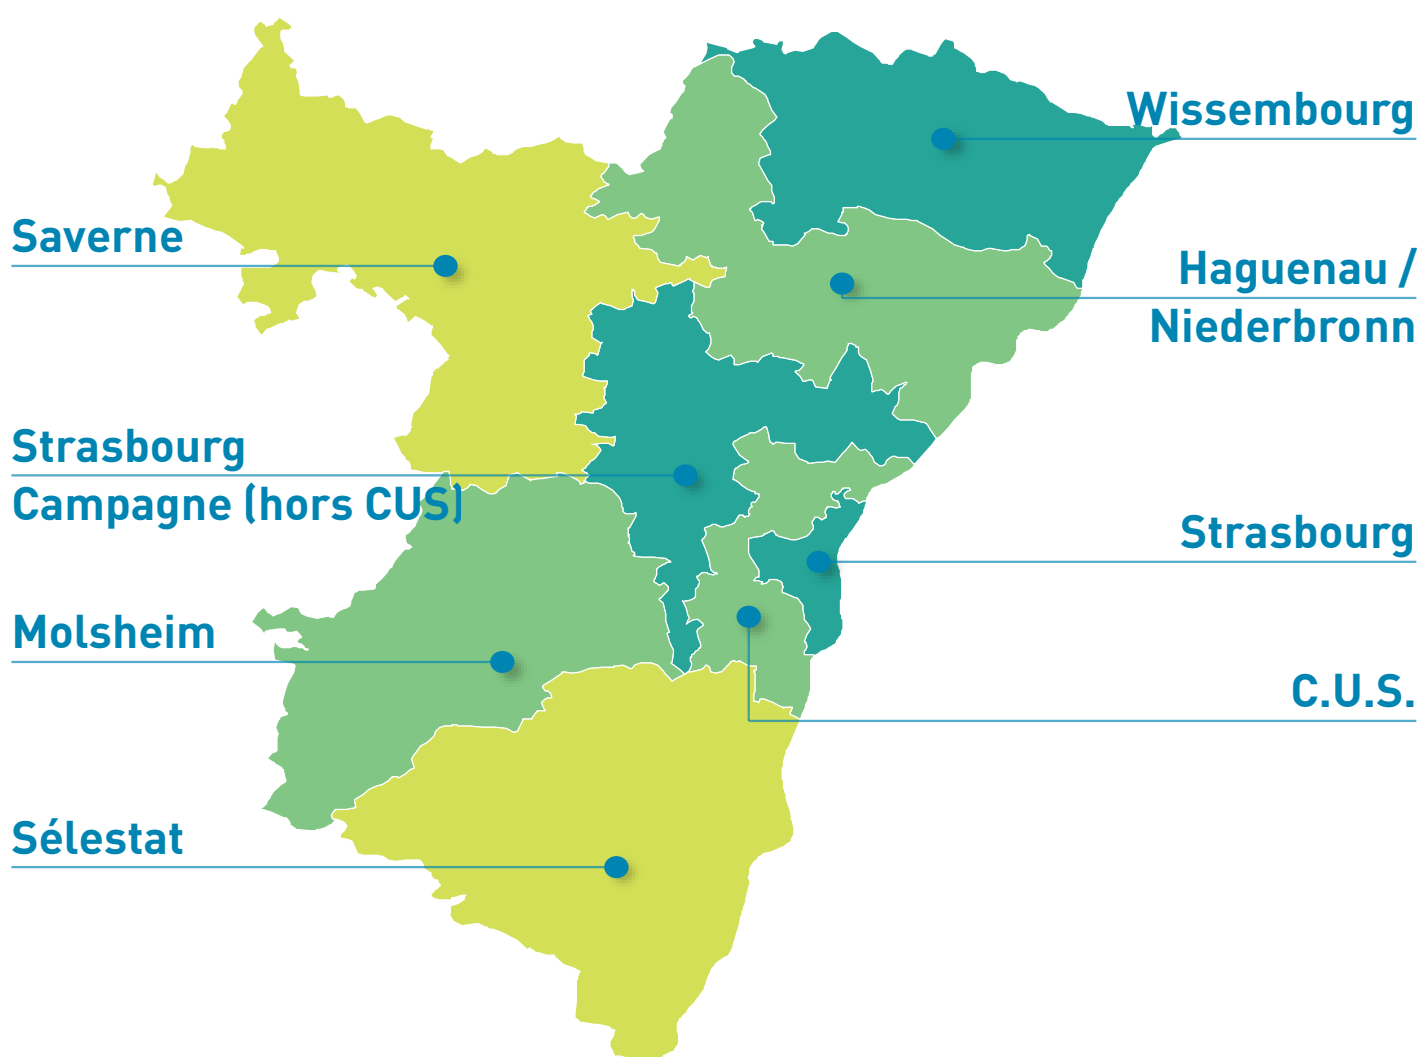 Wissembourg
Saverne
Haguenau /
Niederbronn
Strasbourg
Campagne (hors CUS)
Strasbourg
Molsheim
C.U.S.
Sélestat